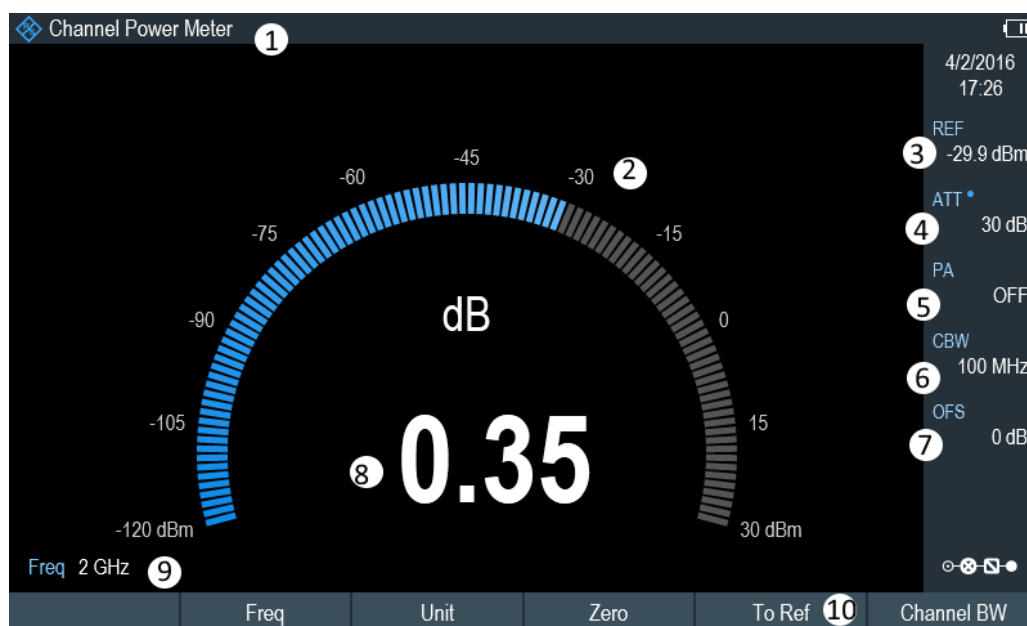 Channel Power Meter
1
4/2/2016
17:26
REF
3 -29.9 dBm
ATT
4 30 dB
PA
5 OFF
CBW
6 100 MHz
OFS
7 0 dB
-45
-60 -30 2
-75 -15
-90 0
dB
-105 15
8 0.35
-120 dBm 30 dBm
Freq 2 GHz 9
Freq Unit Zero To Ref 10 Channel BW